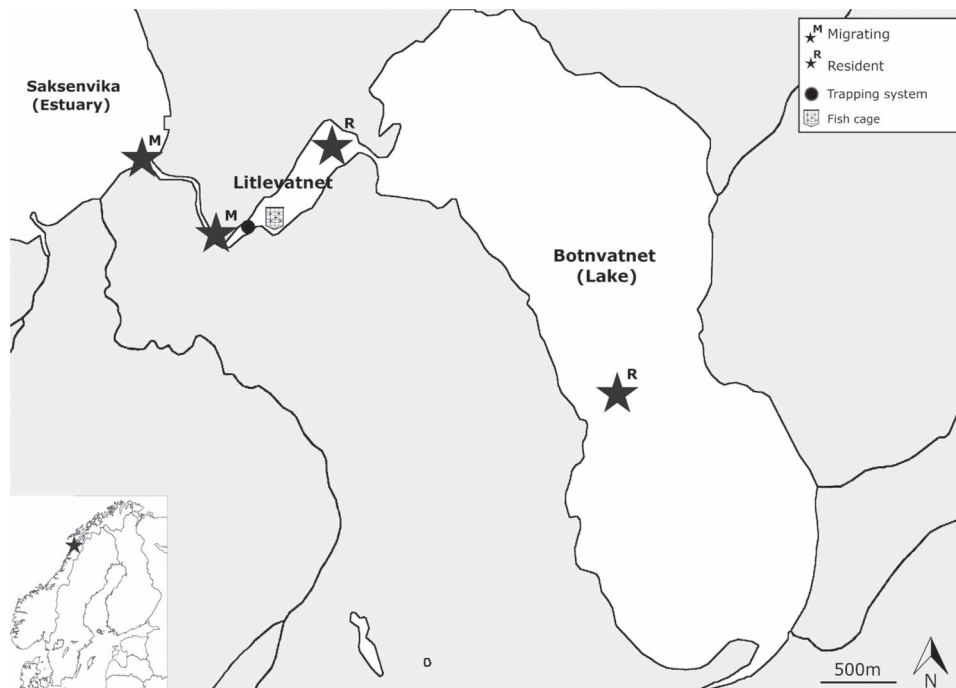 M Migrating
R Resident
Trapping system
Fish cage
Saksenvika
(Estuary)
M
R
Litlevatnet
M
Botnvatnet
(Lake)
R
500m
N